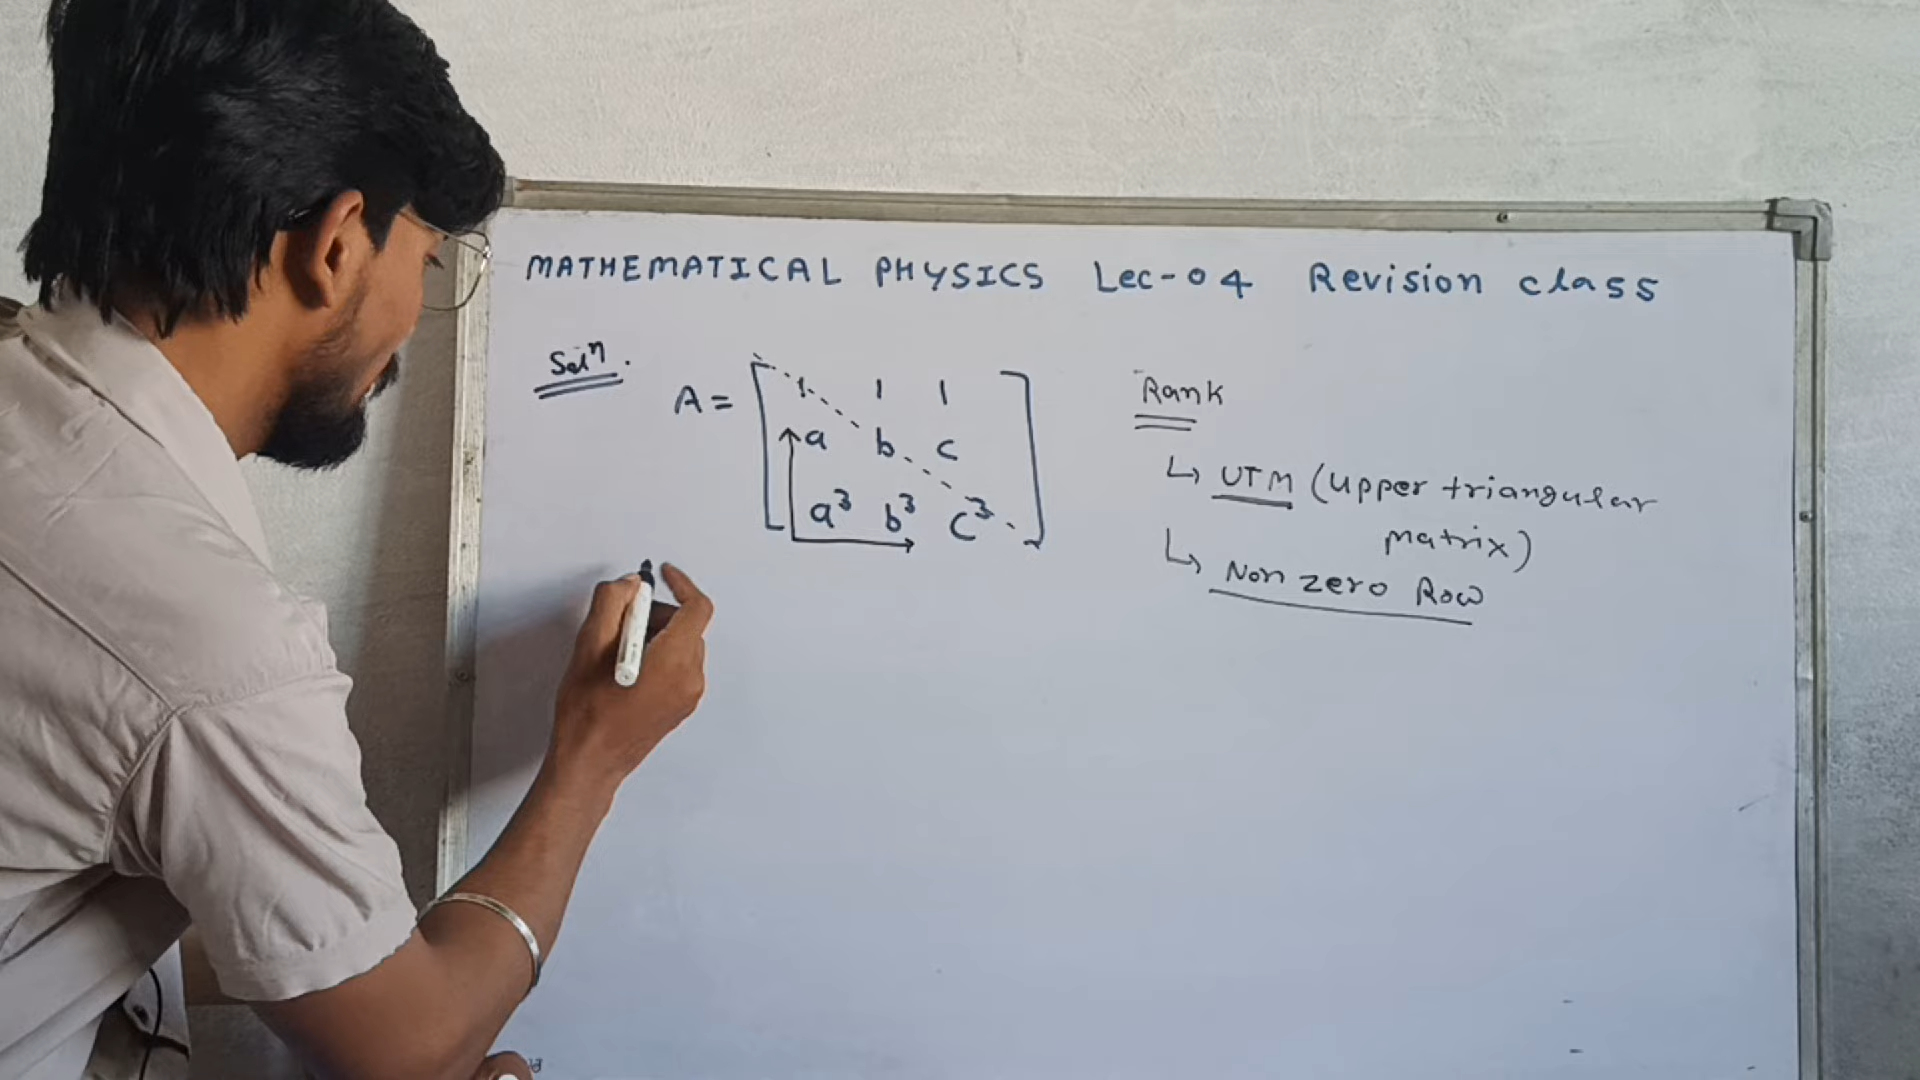 MATHEMATICAL PHYSICS Lec-04 Revision class
Solⁿ.
A = [ 1 1 1
a b c
a³ b³ c³ ]
Rank
↳ UTM (Upper triangular
matrix)
↳ Non zero Row